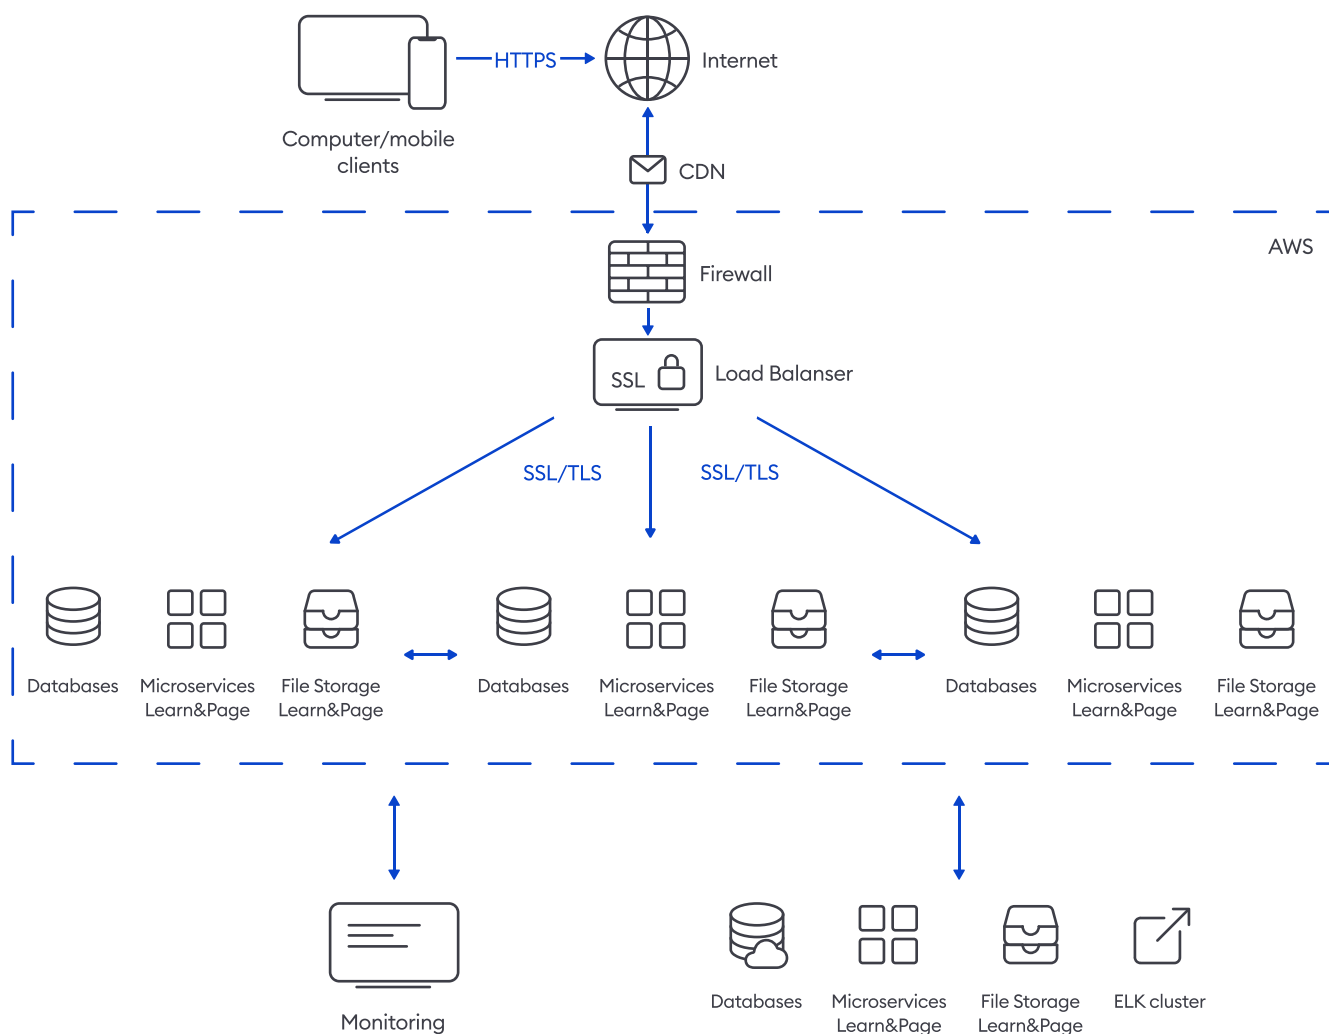 HTTPS
Internet
Computer/mobile
clients
CDN
AWS
Firewall
SSL
Load Balanser
SSL/TLS
SSL/TLS
Databases
Microservices
Learn&Page
File Storage
Learn&Page
Databases
Microservices
Learn&Page
File Storage
Learn&Page
Databases
Microservices
Learn&Page
File Storage
Learn&Page
Monitoring
Databases
Microservices
Learn&Page
File Storage
Learn&Page
ELK cluster